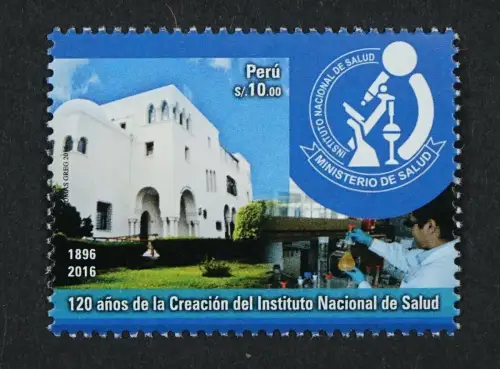 Perú
S/.10.00
INSTITUTO NACIONAL DE SALUD
MINISTERIO DE SALUD
1896
2016
120 años de la Creación del Instituto Nacional de Salud